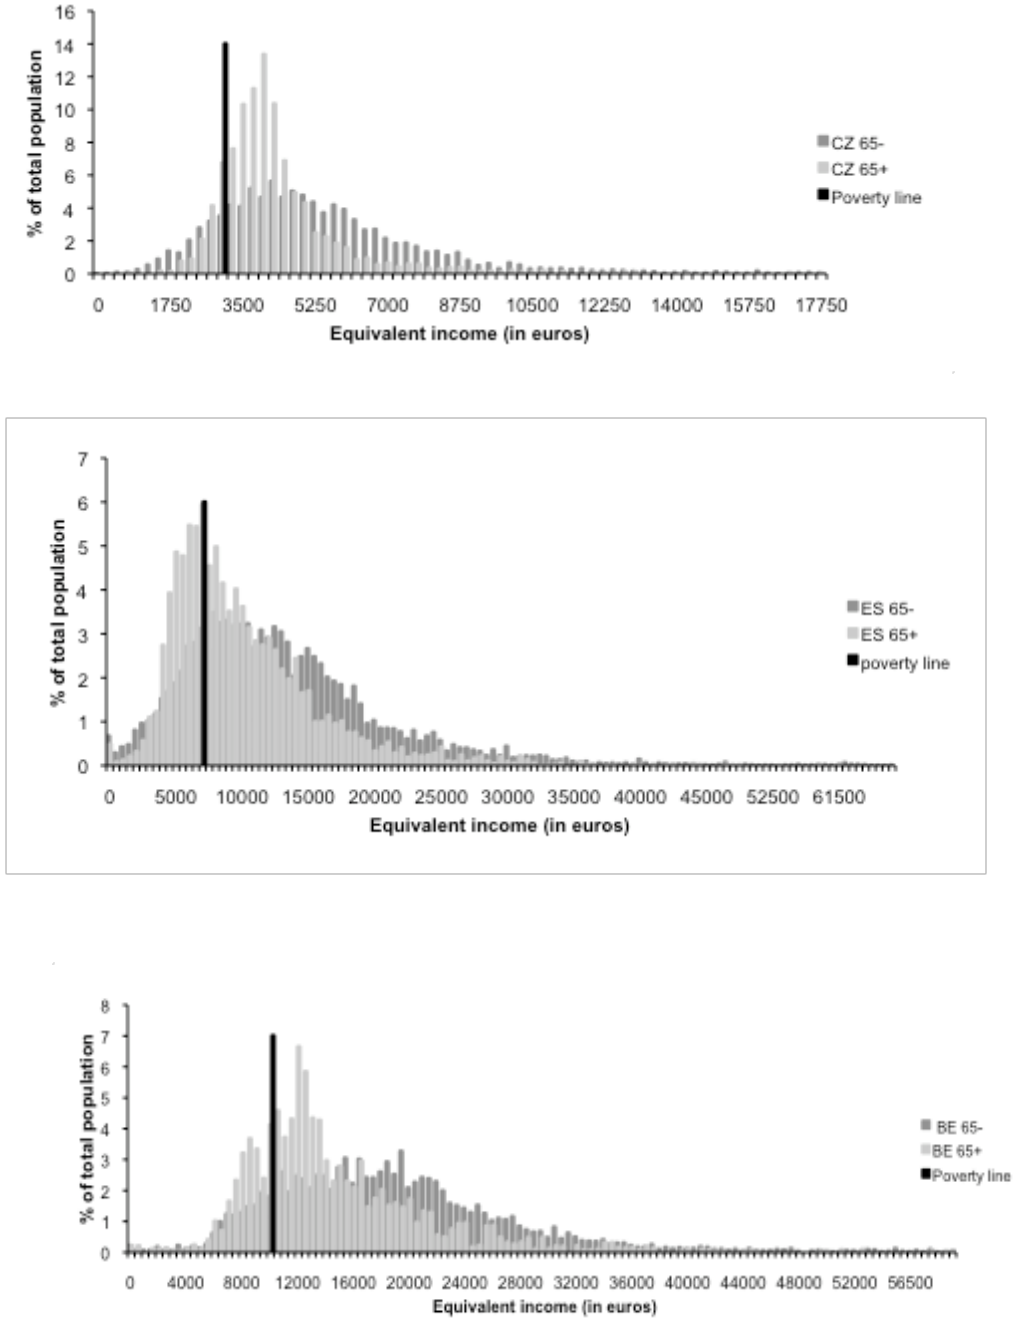 16
14
12
10
8
6
4
2
0
% of total population
0 1750 3500 5250 7000 8750 10500 12250 14000 15750 17750
Equivalent income (in euros)
CZ 65-
CZ 65+
Poverty line
7
6
5
4
3
2
1
0
% of total population
0 5000 10000 15000 20000 25000 30000 35000 40000 45000 52500 61500
Equivalent income (in euros)
ES 65-
ES 65+
poverty line
8
7
6
5
4
3
2
1
0
% of total population
0 4000 8000 12000 16000 20000 24000 28000 32000 36000 40000 44000 48000 52000 56500
Equivalent income (in euros)
BE 65-
BE 65+
Poverty line